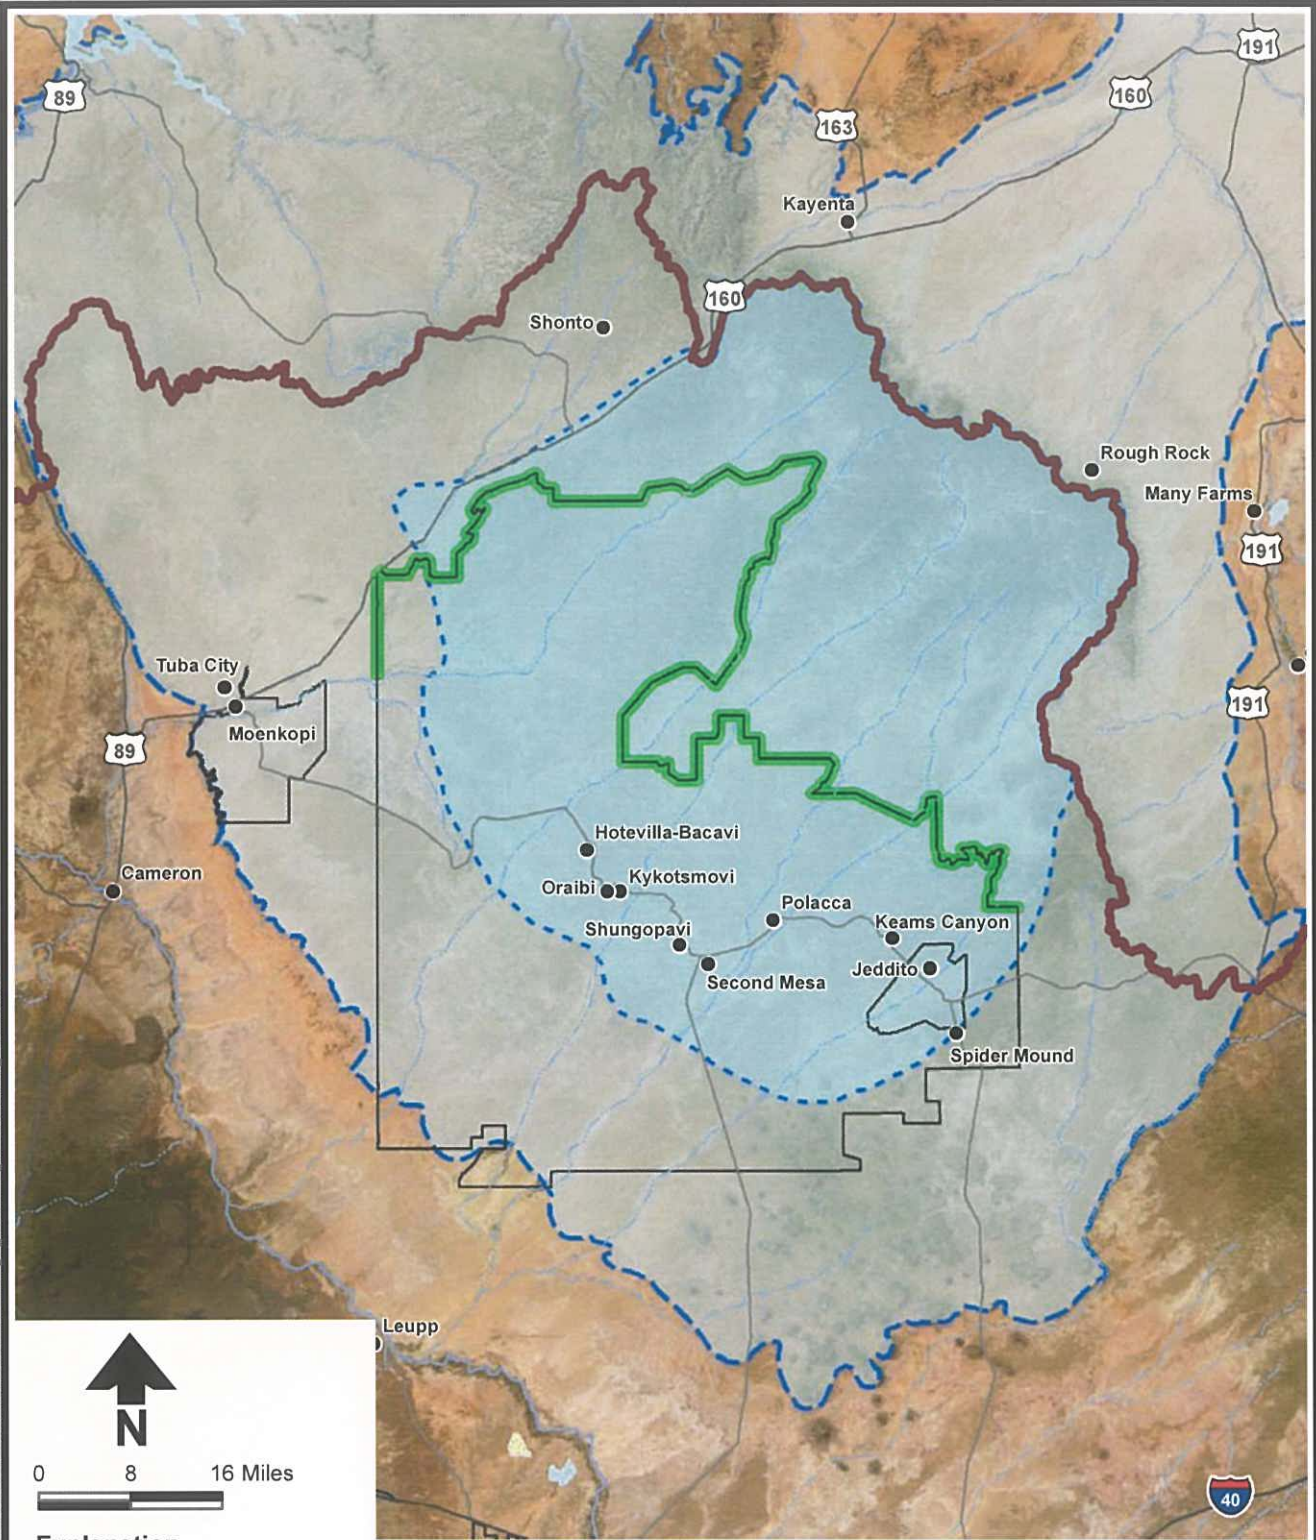 191
89
160
163
Kayenta
160
Shonto
Rough Rock
Many Farms
191
Tuba City
Moenkopi
191
89
Hotevilla-Bacavi
Cameron
Kykotsmovi
Oraibi
Polacca
Shungopavi
Keams Canyon
Jeddito
Second Mesa
Spider Mound
Leupp
N
0 8 16 Miles
40